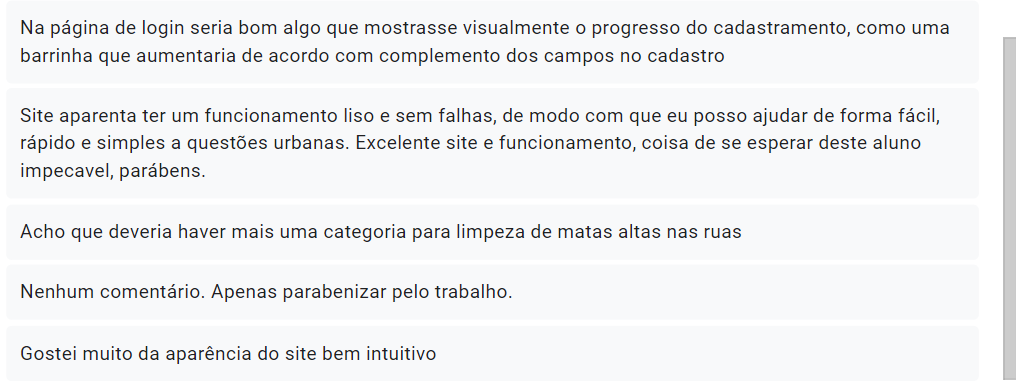 Na página de login seria bom algo que mostrasse visualmente o progresso do cadastramento, como uma
barrinha que aumentaria de acordo com complemento dos campos no cadastro
Site aparenta ter um funcionamento liso e sem falhas, de modo com que eu posso ajudar de forma fácil,
rápido e simples a questões urbanas. Excelente site e funcionamento, coisa de se esperar deste aluno
impecavel, parábens.
Acho que deveria haver mais uma categoria para limpeza de matas altas nas ruas
Nenhum comentário. Apenas parabenizar pelo trabalho.
Gostei muito da aparência do site bem intuitivo